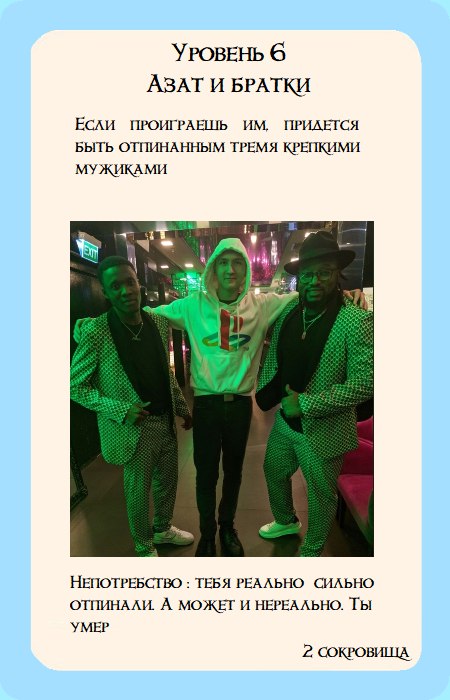 Уровень 6
Азат и братки
Если проиграешь им, придется
быть отпинанным тремя крепкими
мужиками
EXIT
Непотребство : тебя реально сильно
отпинали. А может и нереально. Ты
умер
2 сокровища